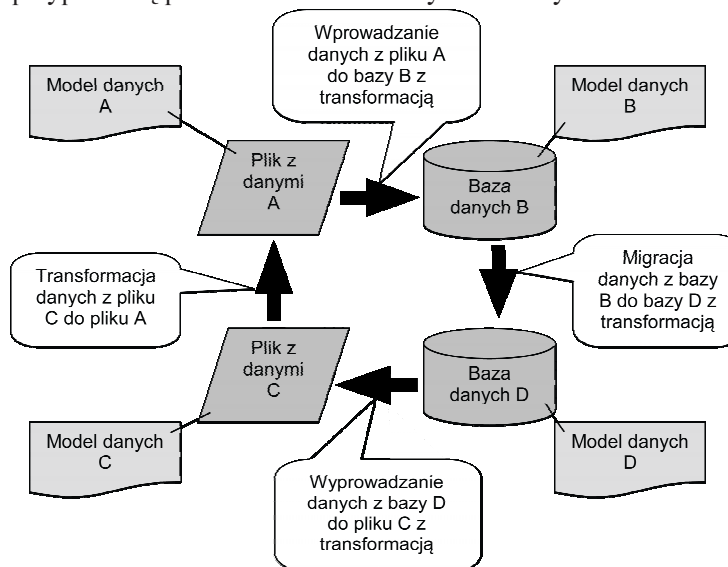 Wprowadzanie
danych z pliku A
do bazy B z
transformacją
Model danych
A
Model danych
B
Plik z
danymi
A
Baza
danych B
Transformacja
danych z pliku
C do pliku A
Migracja
danych z bazy
B do bazy D z
transformacją
Plik z
danymi
C
Baza
danych D
Model danych
C
Model danych
D
Wyprowadzanie
danych z bazy D
do pliku C z
transformacją